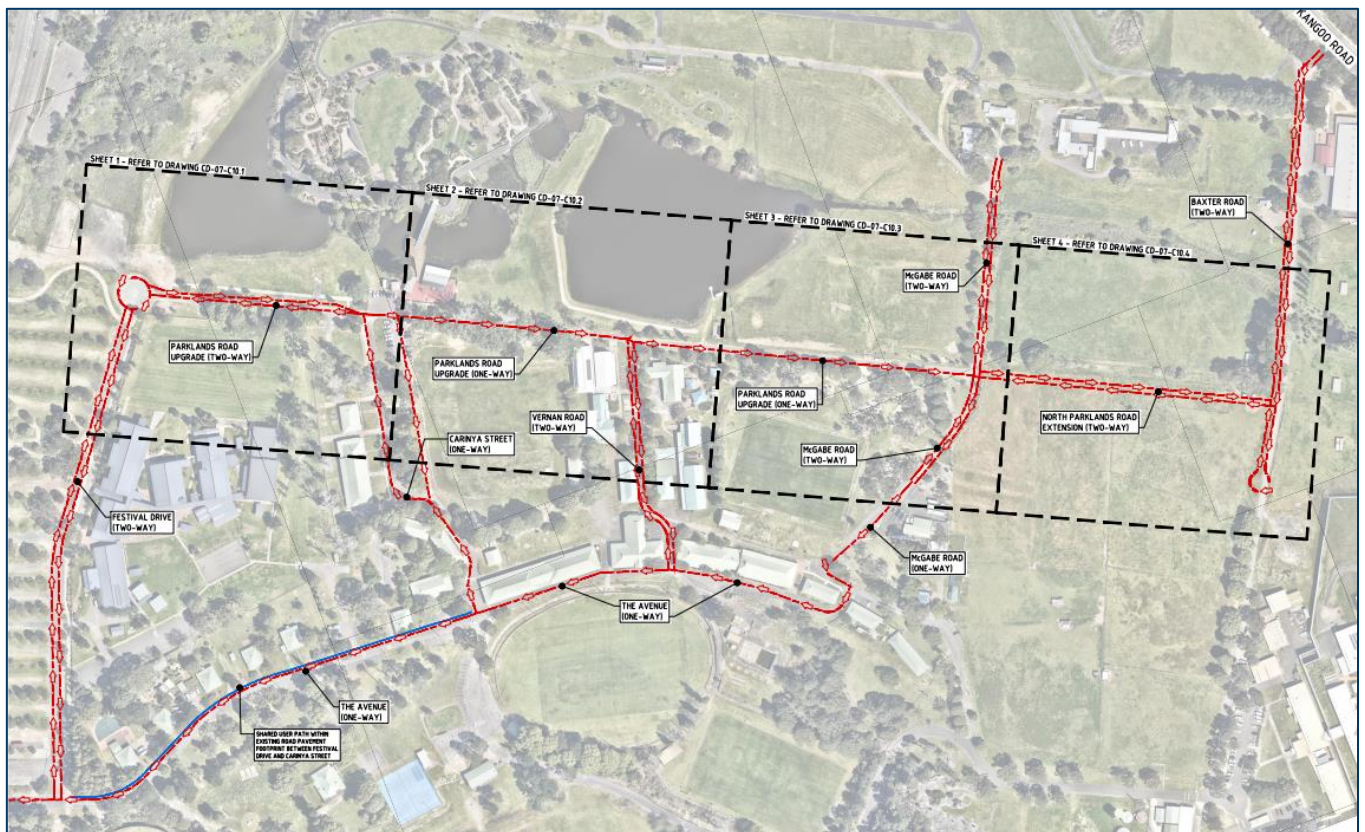 KANGOO ROAD
SHEET 1 - REFER TO DRAWING CD-07-C10.1
SHEET 2 - REFER TO DRAWING CD-07-C10.2
SHEET 3 - REFER TO DRAWING CD-07-C10.3
SHEET 4 - REFER TO DRAWING CD-07-C10.4
BAXTER ROAD
(TWO-WAY)
McGABE ROAD
(TWO-WAY)
PARKLANDS ROAD
UPGRADE (TWO-WAY)
PARKLANDS ROAD
UPGRADE (ONE-WAY)
PARKLANDS ROAD
UPGRADE (ONE-WAY)
NORTH PARKLANDS ROAD
EXTENSION (TWO-WAY)
VERNAN ROAD
(TWO-WAY)
CARINYA STREET
(ONE-WAY)
McGABE ROAD
(TWO-WAY)
FESTIVAL DRIVE
(TWO-WAY)
McGABE ROAD
(ONE-WAY)
THE AVENUE
(ONE-WAY)
THE AVENUE
(ONE-WAY)
SHARED USER PATH WITHIN
EXISTING ROAD PAVEMENT
FOOTPRINT BETWEEN FESTIVAL
DRIVE AND CARINYA STREET